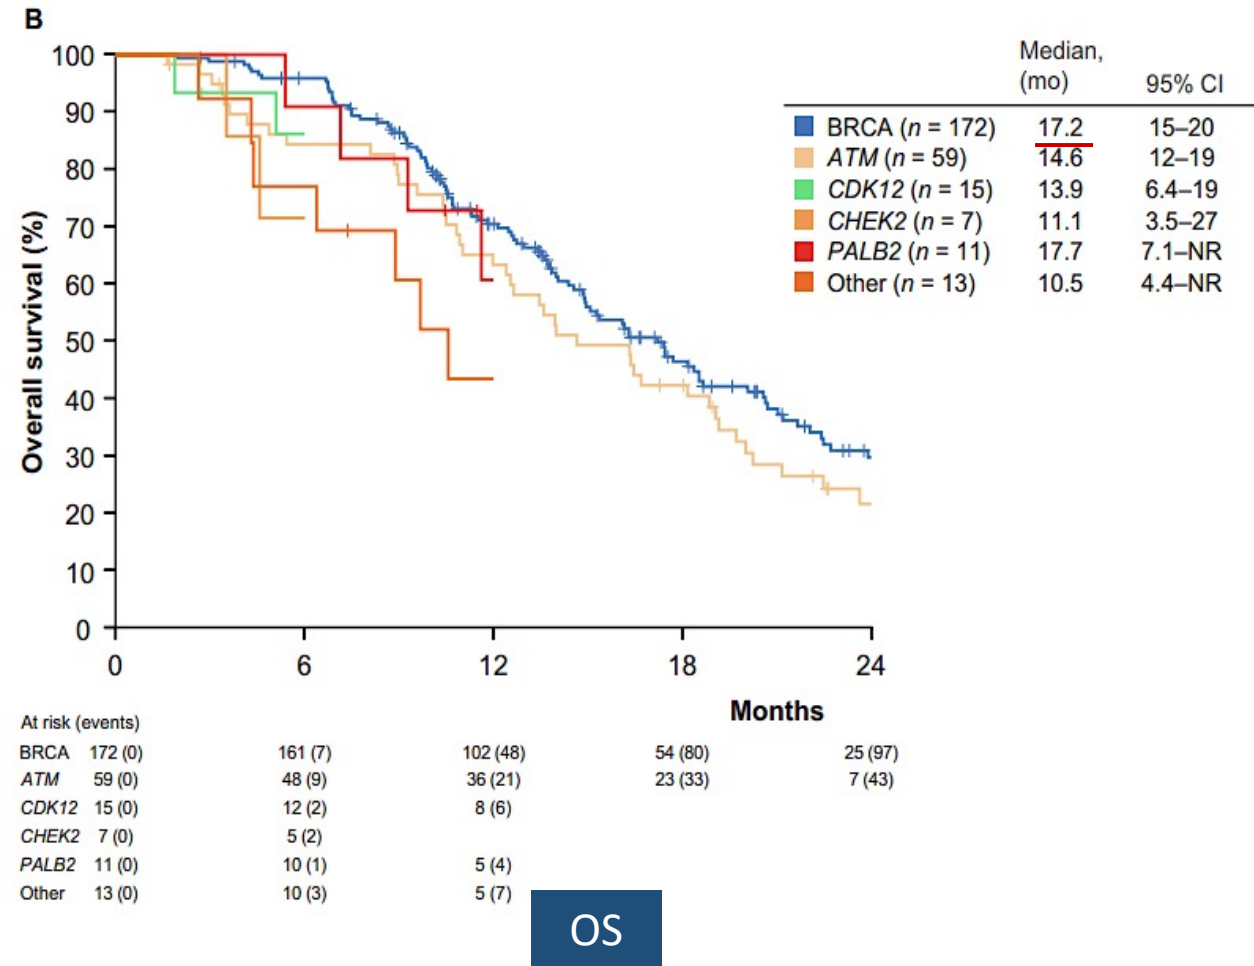 B
Median,
(mo) 95% CI
BRCA (n = 172) 17.2 15–20
ATM (n = 59) 14.6 12–19
CDK12 (n = 15) 13.9 6.4–19
CHEK2 (n = 7) 11.1 3.5–27
PALB2 (n = 11) 17.7 7.1–NR
Other (n = 13) 10.5 4.4–NR
Overall survival (%)
100
90
80
70
60
50
40
30
20
10
0
0 6 12 18 24
Months
At risk (events)
BRCA 172 (0) 161 (7) 102 (48) 54 (80) 25 (97)
ATM 59 (0) 48 (9) 36 (21) 23 (33) 7 (43)
CDK12 15 (0) 12 (2) 8 (6)
CHEK2 7 (0) 5 (2)
PALB2 11 (0) 10 (1) 5 (4)
Other 13 (0) 10 (3) 5 (7)
OS